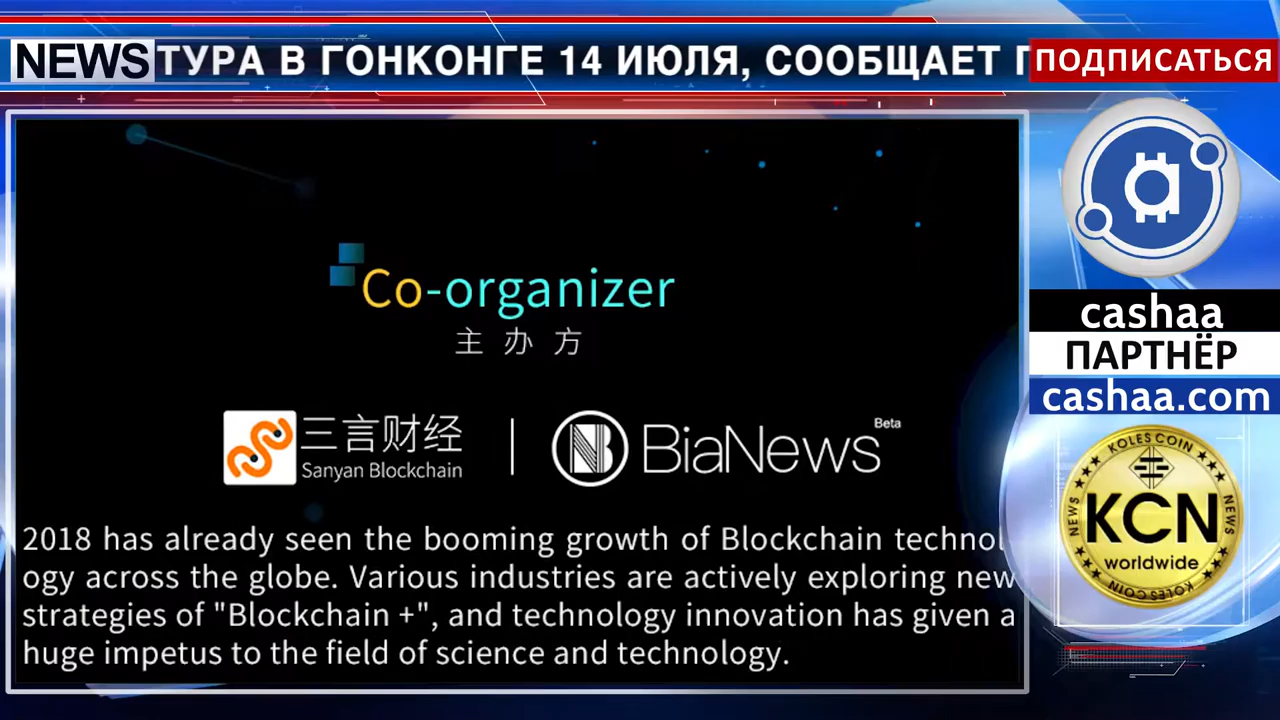 NEWS ТУРА В ГОНКОНГЕ 14 ИЮЛЯ, СООБЩАЕТ ПОДПИСАТЬСЯ
Co-organizer
主办方
三言财经
Sanyan Blockchain
BiaNews Beta
2018 has already seen the booming growth of Blockchain technol-
ogy across the globe. Various industries are actively exploring new
strategies of "Blockchain +", and technology innovation has given a
huge impetus to the field of science and technology.
cashaa
ПАРТНЁР
cashaa.com
KOLES COIN
NEWS
KCN
NEWS
worldwide
KOLES COIN